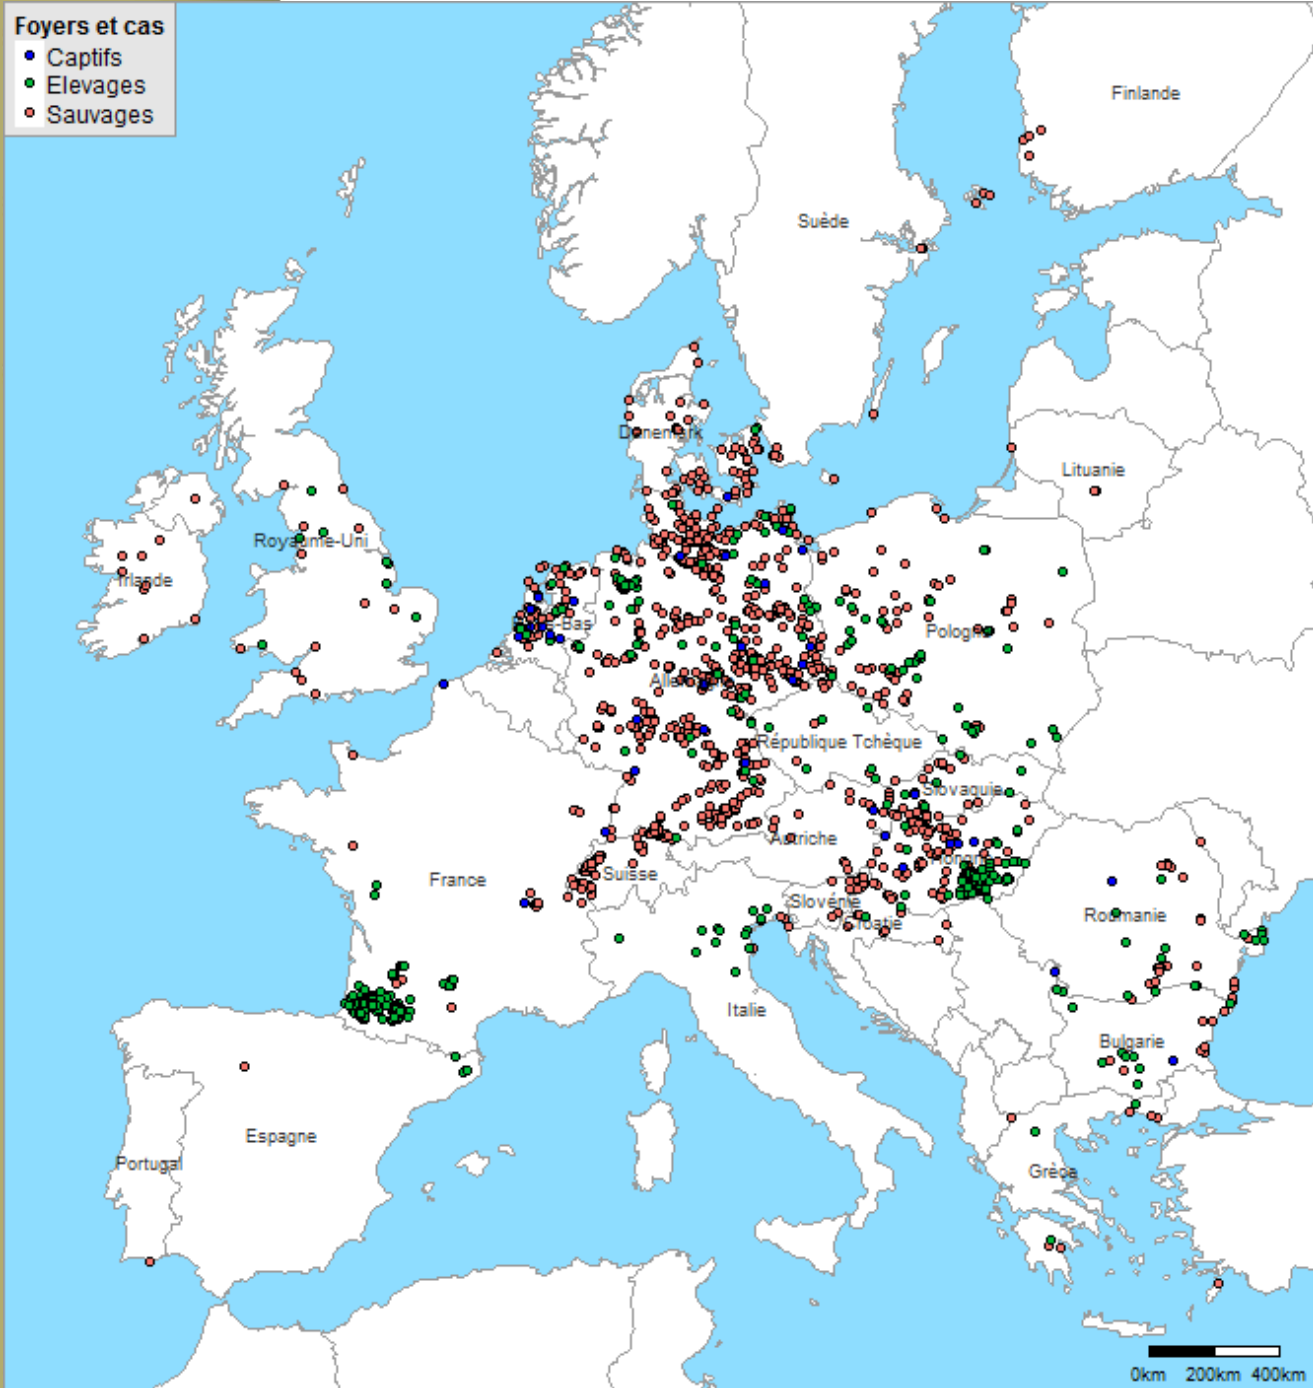 Foyers et cas
Captifs
Elevages
Sauvages
Finlande
Suède
Danemark
Lituanie
Royaume-Uni
Irlande
Pays-Bas
Pologne
Allemagne
République Tchèque
Slovaquie
Autriche
Hongrie
France
Suisse
Slovénie
Croatie
Roumanie
Italie
Bulgarie
Espagne
Portugal
Grèce
0km 200km 400km